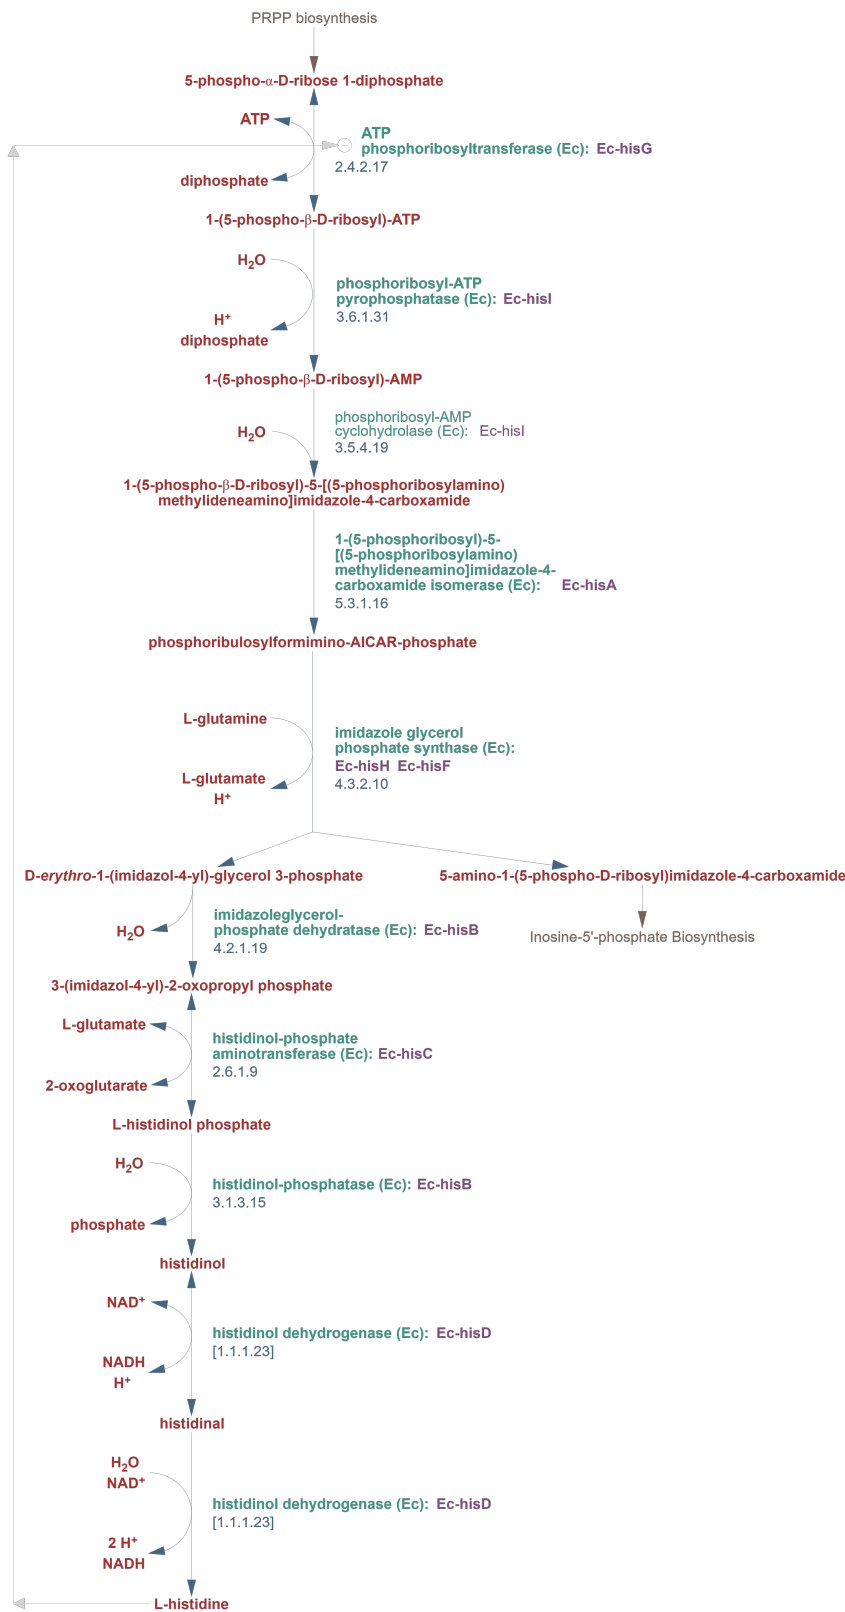 PRPP biosynthesis
5-phospho-α-D-ribose 1-diphosphate
ATP
ATP
phosphoribosyltransferase (Ec): Ec-hisG
2.4.2.17
diphosphate
1-(5-phospho-β-D-ribosyl)-ATP
H₂O
phosphoribosyl-ATP
pyrophosphatase (Ec): Ec-hisI
3.6.1.31
H⁺
diphosphate
1-(5-phospho-β-D-ribosyl)-AMP
H₂O
phosphoribosyl-AMP
cyclohydrolase (Ec): Ec-hisI
3.5.4.19
1-(5-phospho-β-D-ribosyl)-5-[(5-phosphoribosylamino)
methylideneamino]imidazole-4-carboxamide
1-(5-phosphoribosyl)-5-
[(5-phosphoribosylamino)
methylideneamino]imidazole-4-
carboxamide isomerase (Ec): Ec-hisA
5.3.1.16
phosphoribulosylformimino-AICAR-phosphate
L-glutamine
imidazole glycerol
phosphate synthase (Ec):
Ec-hisH Ec-hisF
4.3.2.10
L-glutamate
H⁺
D-erythro-1-(imidazol-4-yl)-glycerol 3-phosphate
5-amino-1-(5-phospho-D-ribosyl)imidazole-4-carboxamide
H₂O
imidazoleglycerol-
phosphate dehydratase (Ec): Ec-hisB
4.2.1.19
Inosine-5'-phosphate Biosynthesis
3-(imidazol-4-yl)-2-oxopropyl phosphate
L-glutamate
histidinol-phosphate
aminotransferase (Ec): Ec-hisC
2.6.1.9
2-oxoglutarate
L-histidinol phosphate
H₂O
histidinol-phosphatase (Ec): Ec-hisB
3.1.3.15
phosphate
histidinol
NAD⁺
histidinol dehydrogenase (Ec): Ec-hisD
[1.1.1.23]
NADH
H⁺
histidinal
H₂O
NAD⁺
histidinol dehydrogenase (Ec): Ec-hisD
[1.1.1.23]
2 H⁺
NADH
L-histidine